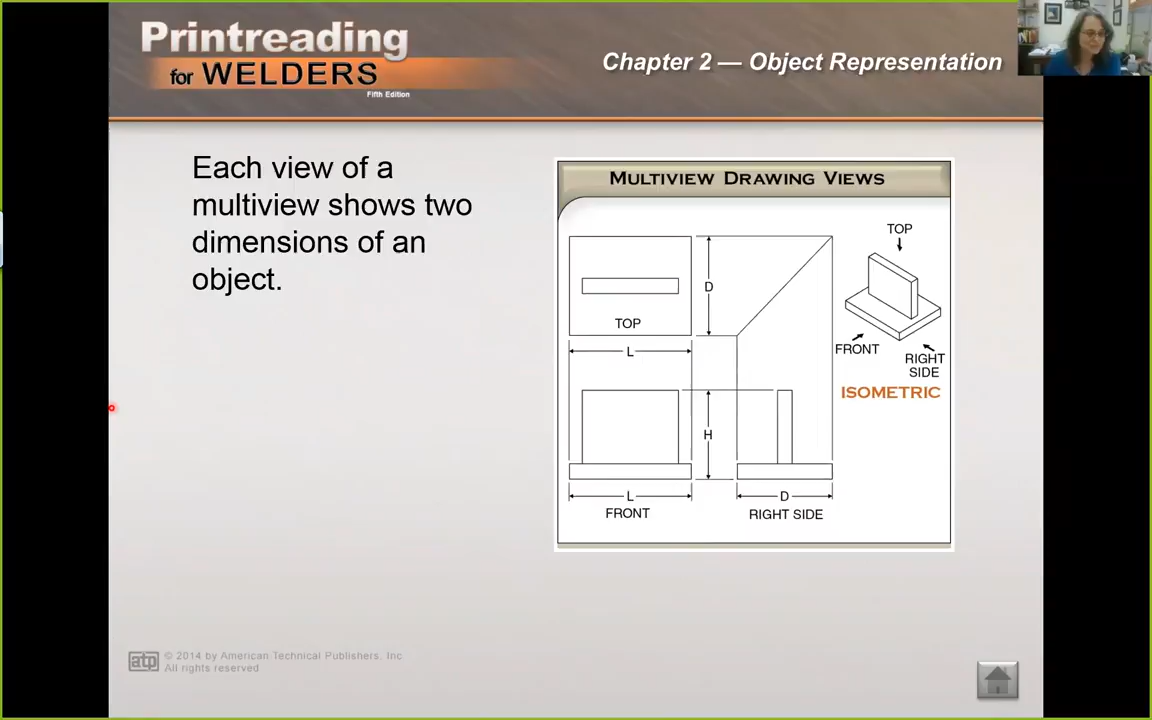 Printreading
for WELDERS
Fifth Edition
Chapter 2 — Object Representation
Each view of a
multiview shows two
dimensions of an
object.
MULTIVIEW DRAWING VIEWS
TOP
D
TOP
L
FRONT
RIGHT
SIDE
ISOMETRIC
H
L
D
FRONT
RIGHT SIDE
atp
© 2014 by American Technical Publishers, Inc
All rights reserved